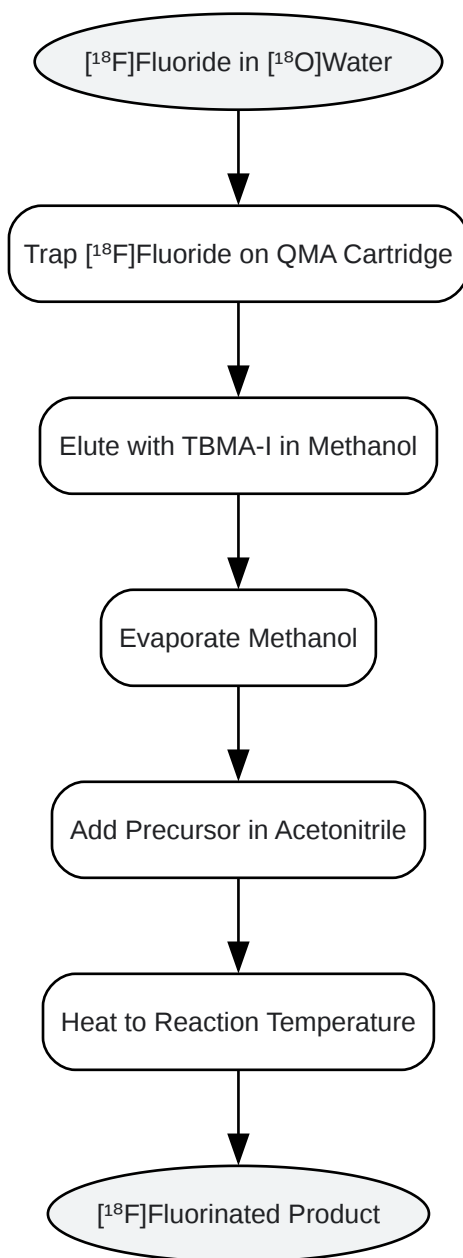 [¹⁸F]Fluoride in [¹⁸O]Water
Trap [¹⁸F]Fluoride on QMA Cartridge
Elute with TBMA-I in Methanol
Evaporate Methanol
Add Precursor in Acetonitrile
Heat to Reaction Temperature
[¹⁸F]Fluorinated Product